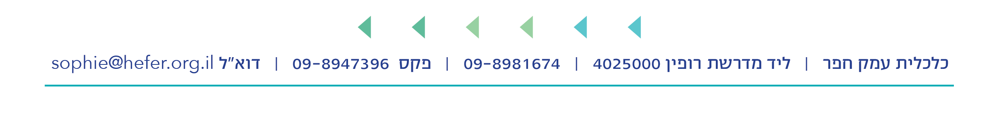 כלכלית עמק חפר | ליד מדרשת רופין 4025000 | 09-8981674 | פקס 09-8947396 | דוא"ל sophie@hefer.org.il